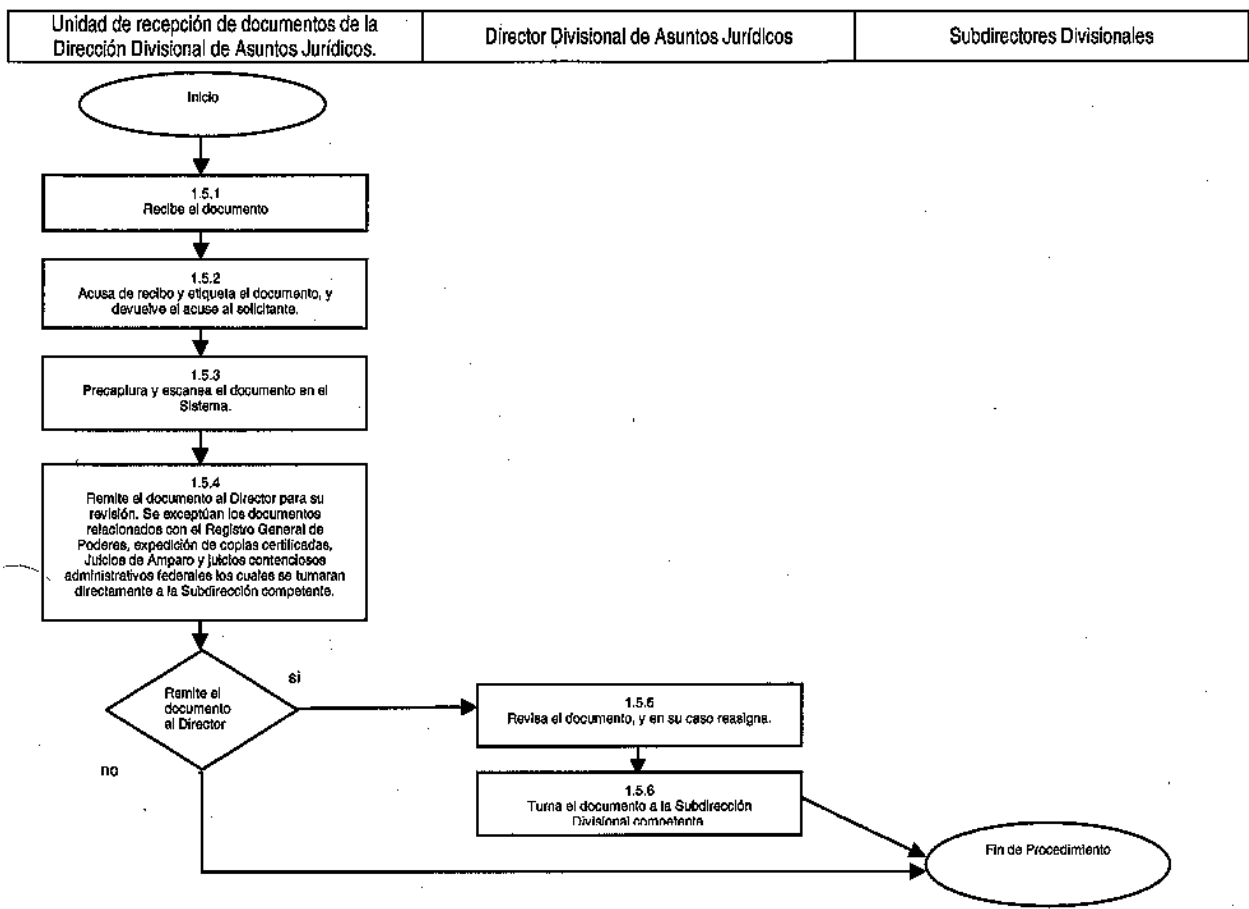 Unidad de recepción de documentos de la
Dirección Divisional de Asuntos Jurídicos.
Director Divisional de Asuntos Jurídicos
Subdirectores Divisionales
Inicio
1.5.1
Recibe el documento
1.5.2
Acusa de recibo y etiqueta el documento, y
devuelve el acuse al solicitante.
1.5.3
Precaptura y escanea el documento en el
Sistema.
1.5.4
Remite el documento al Director para su
revisión. Se exceptúan los documentos
relacionados con el Registro General de
Poderes, expedición de copias certificadas,
Juicios de Amparo y juicios contenciosos
administrativos federales los cuales se turnaran
directamente a la Subdirección competente.
Remite el
documento
al Director
si
no
1.5.5
Revisa el documento, y en su caso reasigna.
1.5.6
Turna el documento a la Subdirección
Divisional competente
Fin de Procedimiento